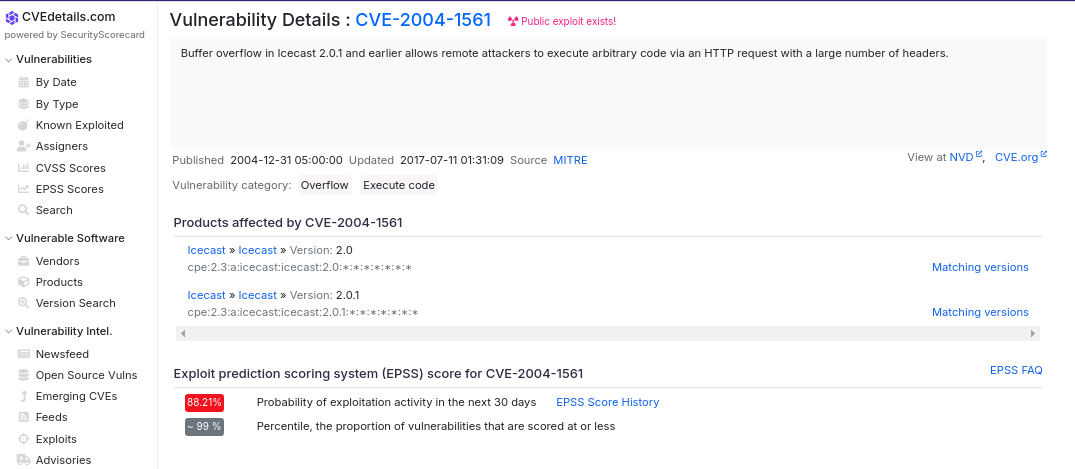 CVEdetails.com
powered by SecurityScorecard
Vulnerabilities
By Date
By Type
Known Exploited
Assigners
CVSS Scores
EPSS Scores
Search
Vulnerable Software
Vendors
Products
Version Search
Vulnerability Intel.
Newsfeed
Open Source Vulns
Emerging CVEs
Feeds
Exploits
Advisories
Vulnerability Details : CVE-2004-1561 Public exploit exists!
Buffer overflow in Icecast 2.0.1 and earlier allows remote attackers to execute arbitrary code via an HTTP request with a large number of headers.
Published 2004-12-31 05:00:00 Updated 2017-07-11 01:31:09 Source MITRE
View at NVD, CVE.org
Vulnerability category: Overflow Execute code
Products affected by CVE-2004-1561
Icecast » Icecast » Version: 2.0
cpe:2.3:a:icecast:icecast:2.0:*:*:*:*:*:*:* Matching versions
Icecast » Icecast » Version: 2.0.1
cpe:2.3:a:icecast:icecast:2.0.1:*:*:*:*:*:*:* Matching versions
Exploit prediction scoring system (EPSS) score for CVE-2004-1561 EPSS FAQ
88.21% Probability of exploitation activity in the next 30 days EPSS Score History
~ 99 % Percentile, the proportion of vulnerabilities that are scored at or less